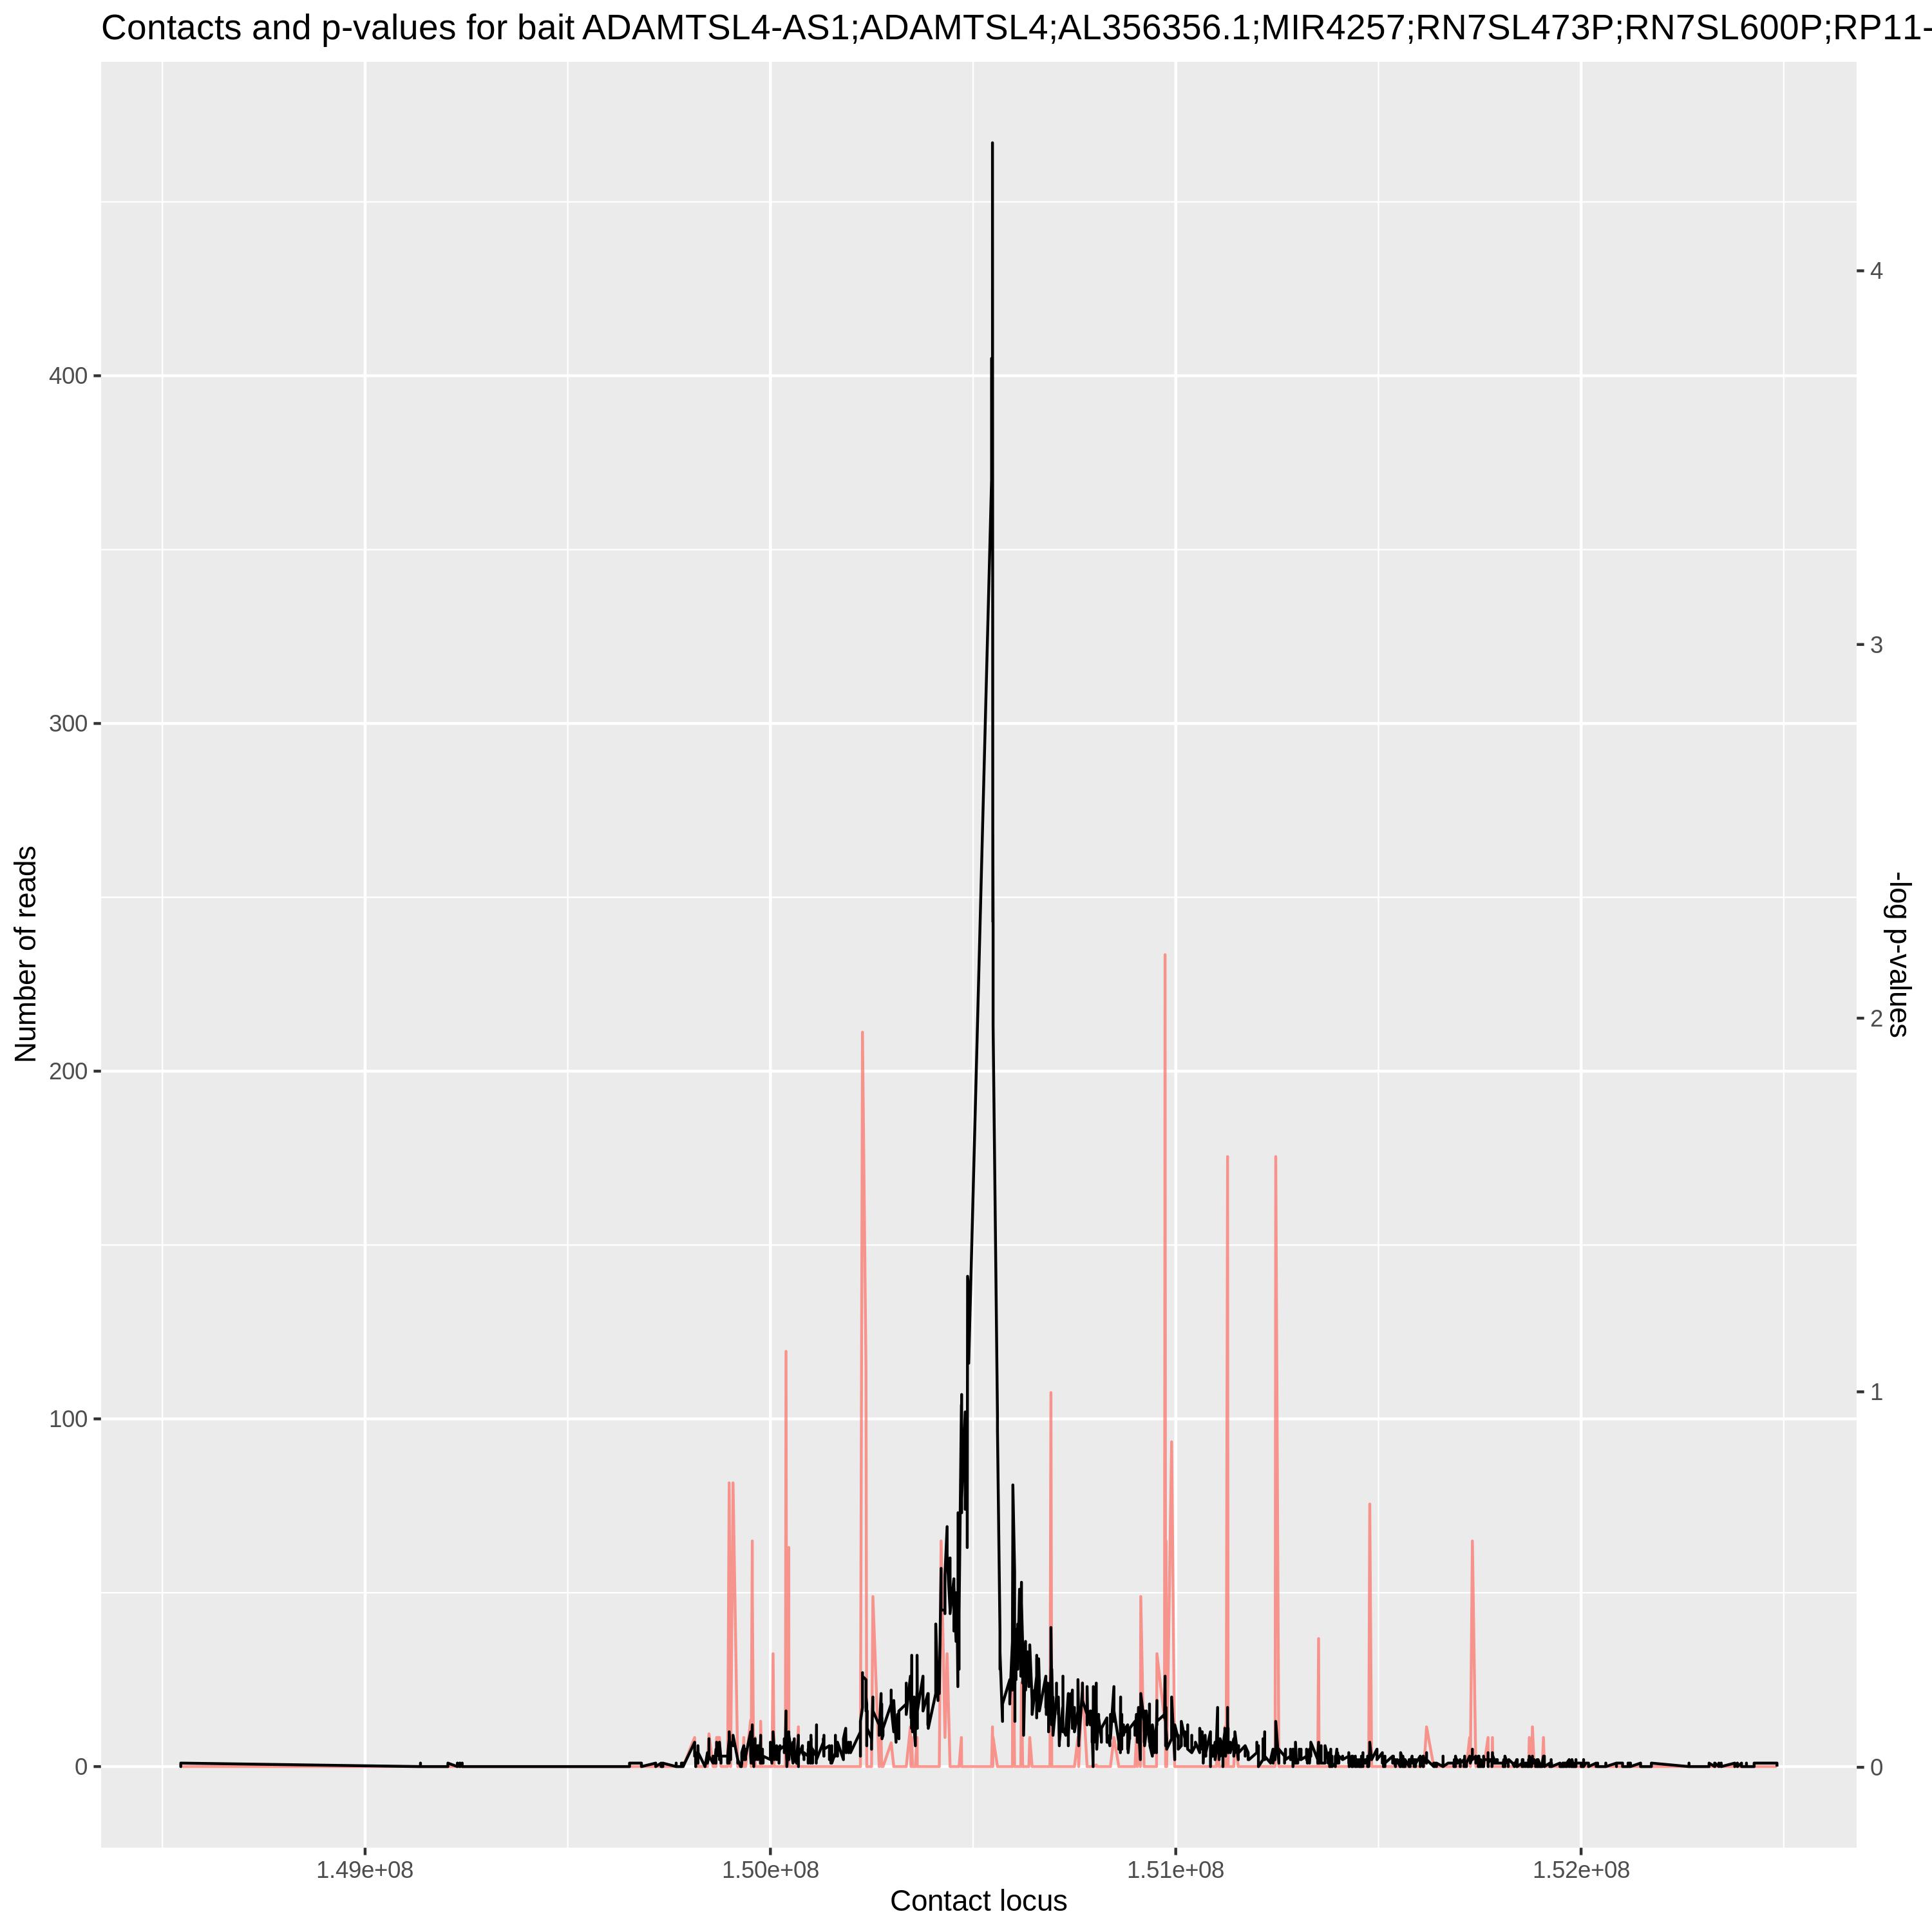 Contacts and p-values for bait ADAMTSL4-AS1;ADAMTSL4;AL356356.1;MIR4257;RN7SL473P;RN7SL600P;RP11-
400
300
200
100
0
Number of reads
4
3
2
1
0
-log p-values
1.49e+08
1.50e+08
1.51e+08
1.52e+08
Contact locus